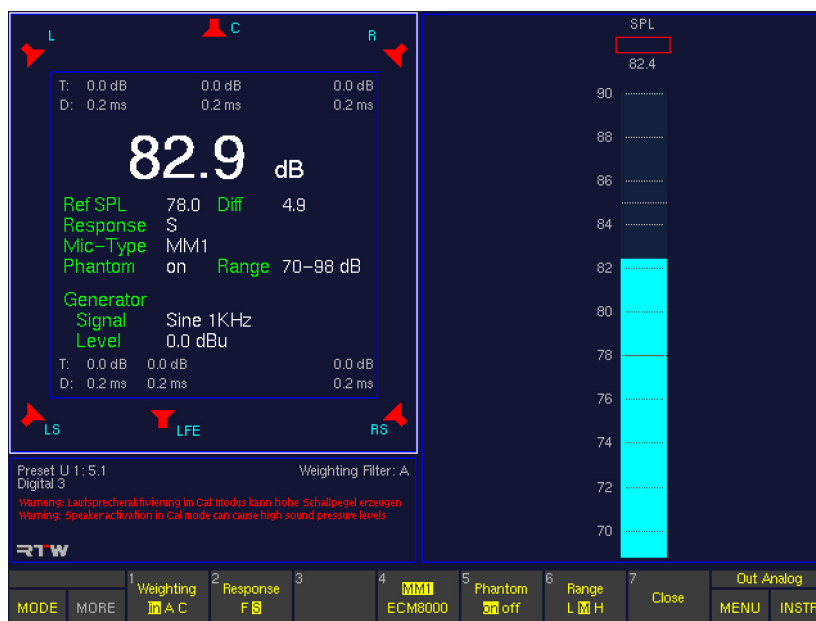 L C R
T: 0.0 dB 0.0 dB 0.0 dB
D: 0.2 ms 0.2 ms 0.2 ms
82.9 dB
Ref SPL 78.0 Diff 4.9
Response S
Mic-Type MM1
Phantom on Range 70-98 dB
Generator
Signal Sine 1KHz
Level 0.0 dBu
T: 0.0 dB 0.0 dB 0.0 dB
D: 0.2 ms 0.2 ms 0.2 ms
LS LFE RS
Preset U 1: 5.1 Weighting Filter: A
Digital 3
Warnung: Lautsprecheraktivierung im Cal Modus kann hohe Schallpegel erzeugen
Warning: Speaker activation in Cal mode can cause high sound pressure levels
RTW
SPL
82.4
90
88
86
84
82
80
78
76
74
72
70
1 Weighting 2 Response 3 4 MM1 5 Phantom 6 Range 7 Close Out Analog
MODE MORE lin A C F S ECM8000 on off L M H MENU INSTR